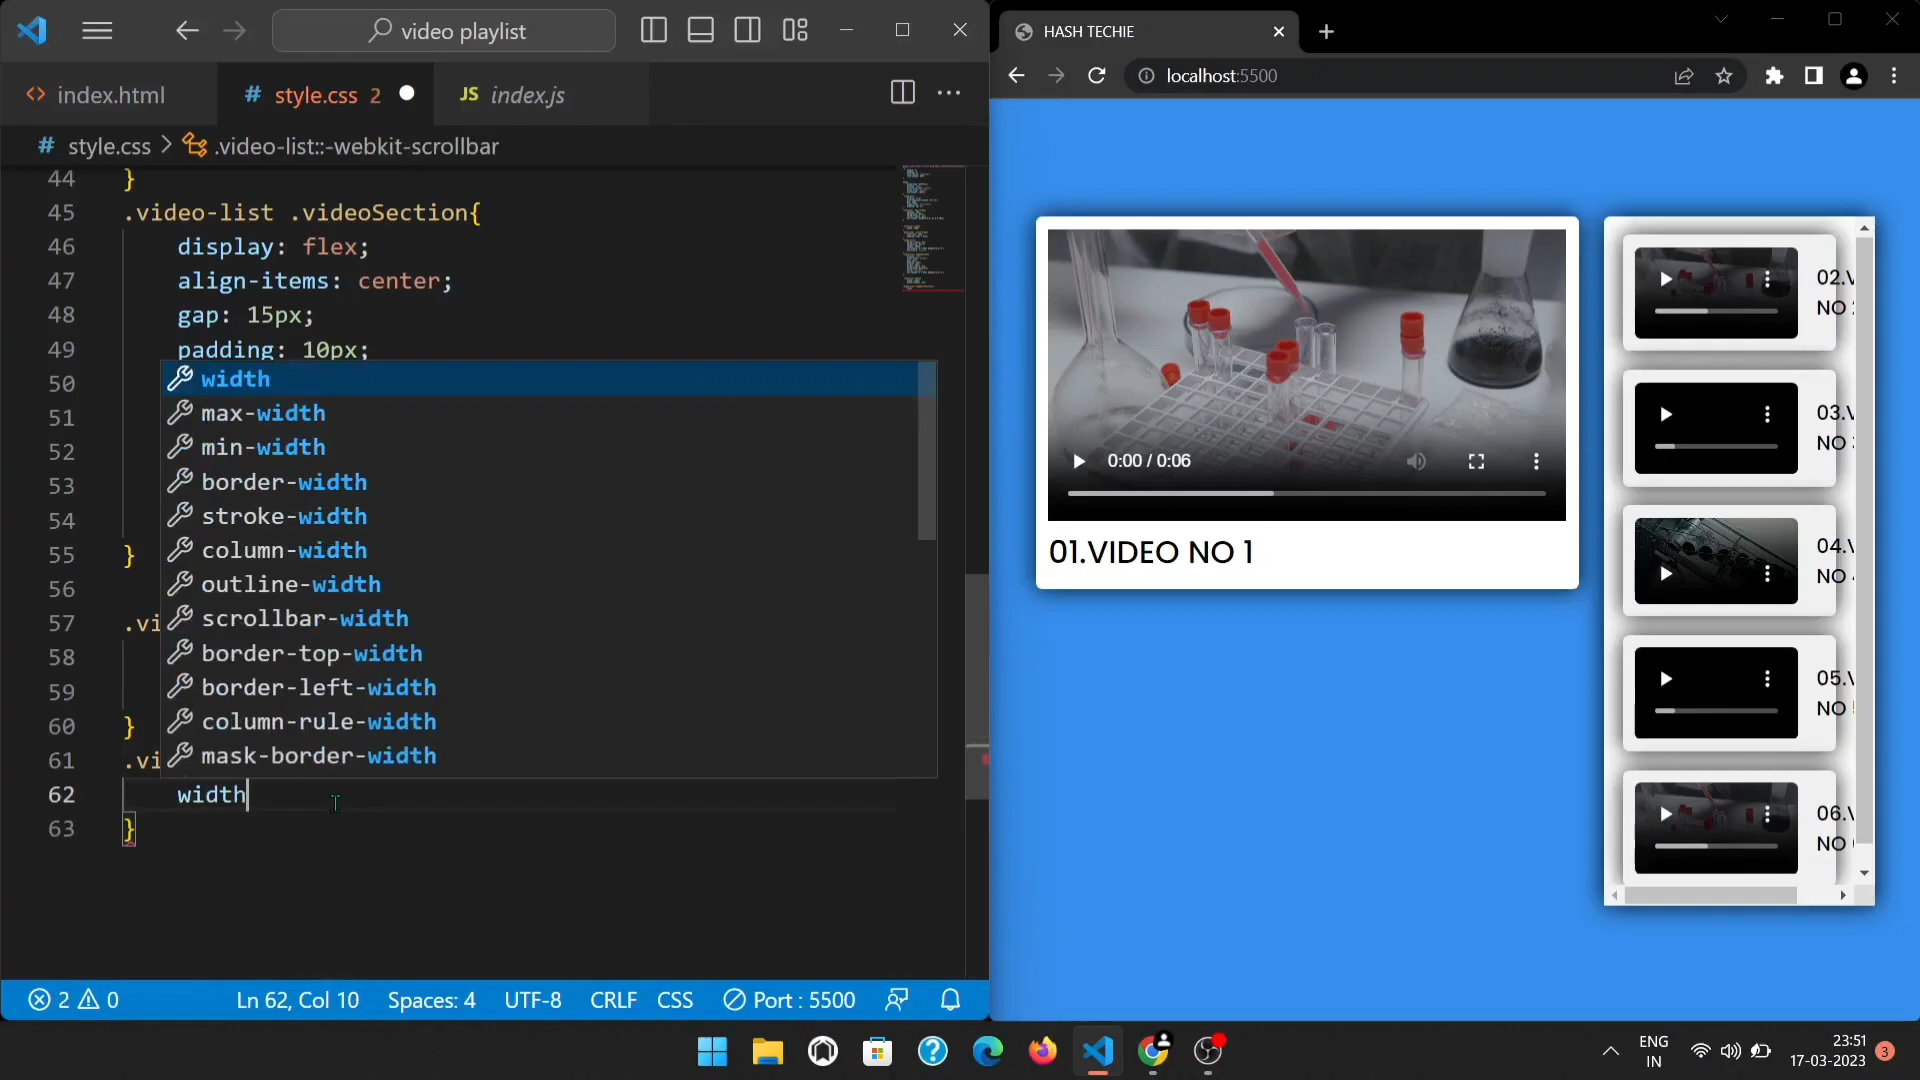 video playlist
index.html
# style.css 2
JS index.js
# style.css > .video-list::-webkit-scrollbar
44 }
45 .video-list .videoSection{
46 display: flex;
47 align-items: center;
48 gap: 15px;
49 padding: 10px;
50 width
51 max-width
52 min-width
53 border-width
54 stroke-width
55 } column-width
56 outline-width
57 .vi scrollbar-width
58 border-top-width
59 border-left-width
60 } column-rule-width
61 .vi mask-border-width
62 width
63 }
2 0
Ln 62, Col 10
Spaces: 4
UTF-8
CRLF
CSS
Port : 5500
HASH TECHIE
localhost:5500
0:00 / 0:06
01.VIDEO NO 1
02.V
NO 2
03.V
NO 3
04.V
NO 4
05.V
NO 5
06.V
NO 6
ENG
IN
23:51
17-03-2023
3